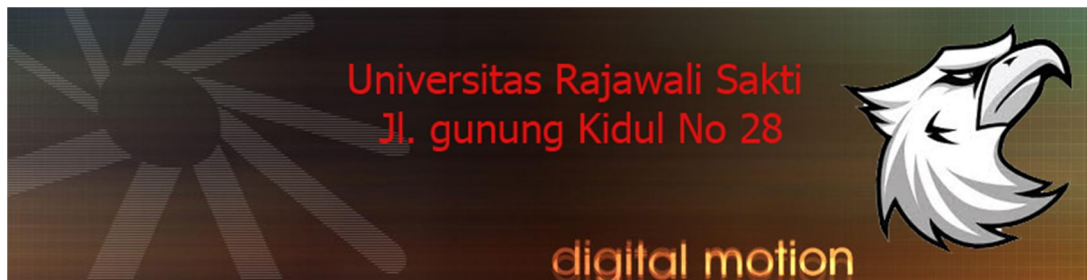 Universitas Rajawali Sakti
Jl. gunung Kidul No 28
digital motion